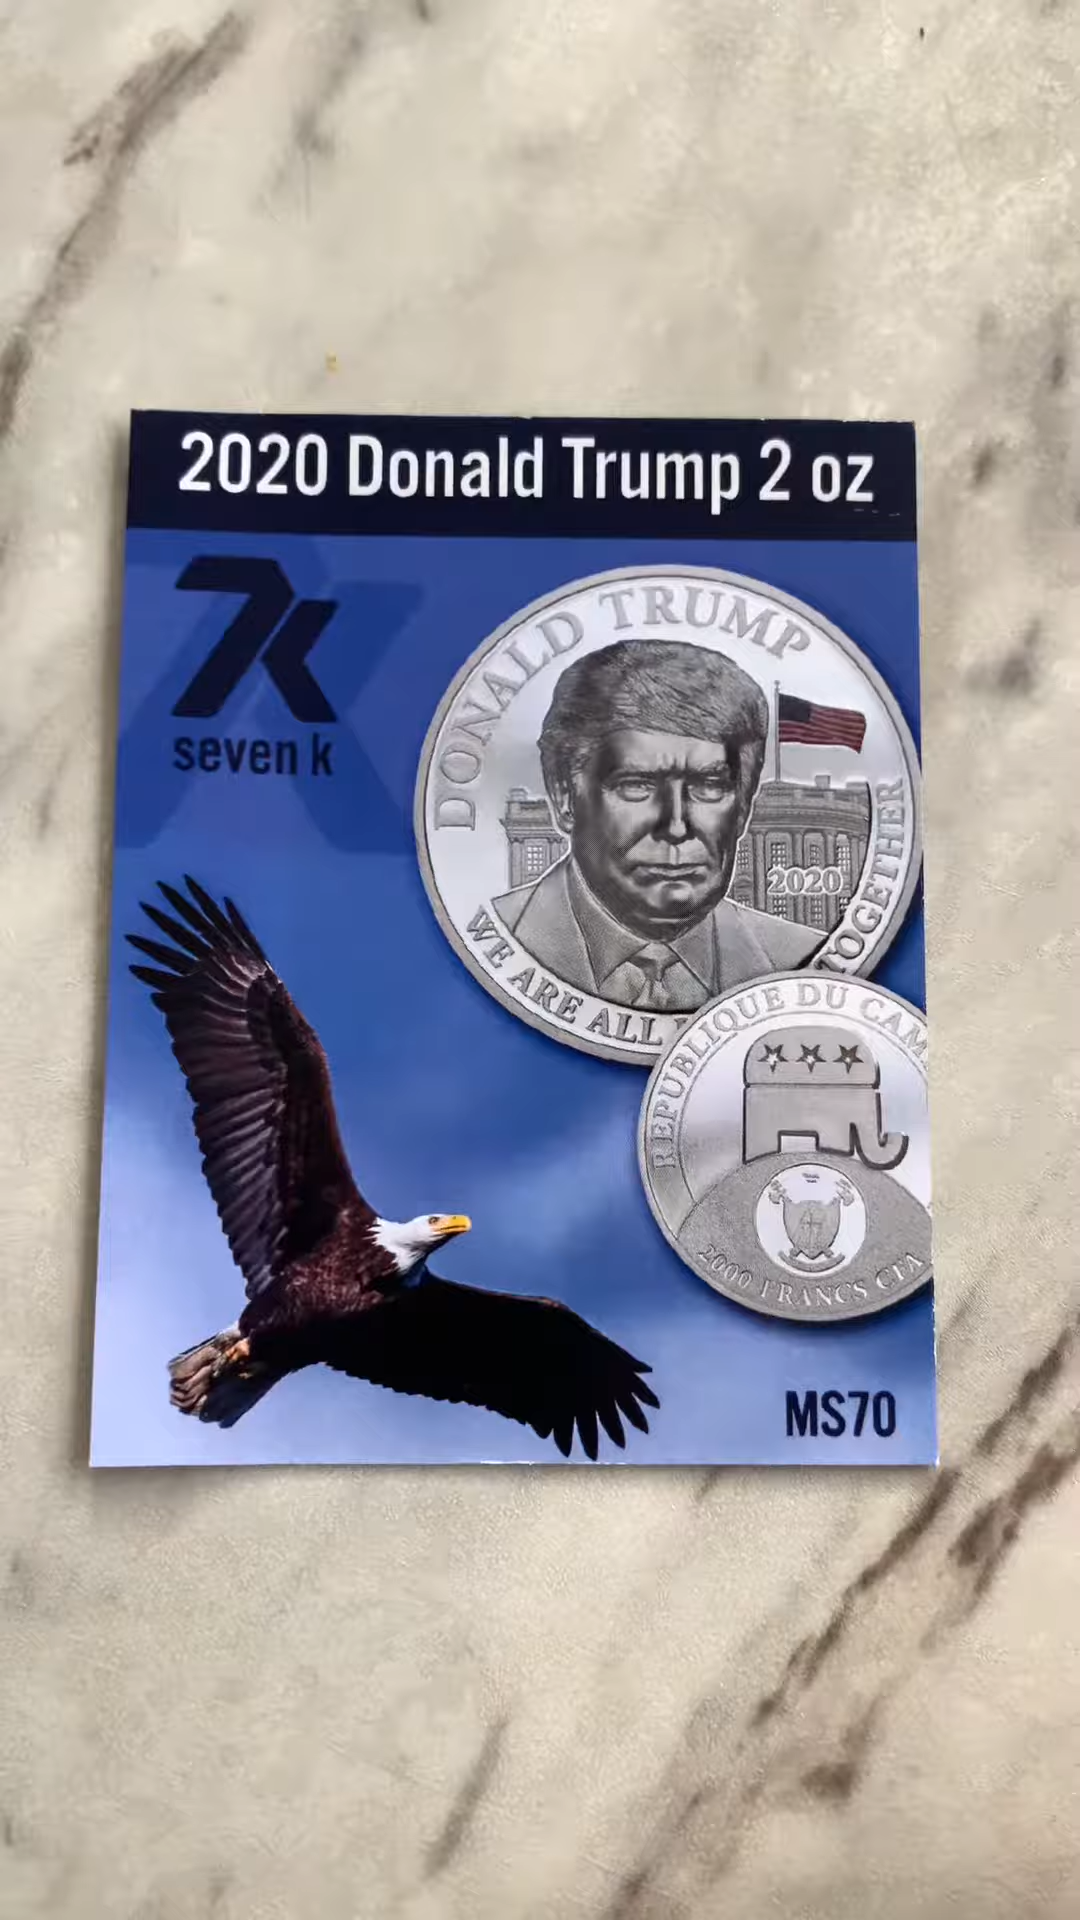 2020 Donald Trump 2 oz
7k
seven k
DONALD TRUMP
2020
WE ARE ALL
TOGETHER
REPUBLIQUE DU CAM
2000 FRANCS CFA
MS70